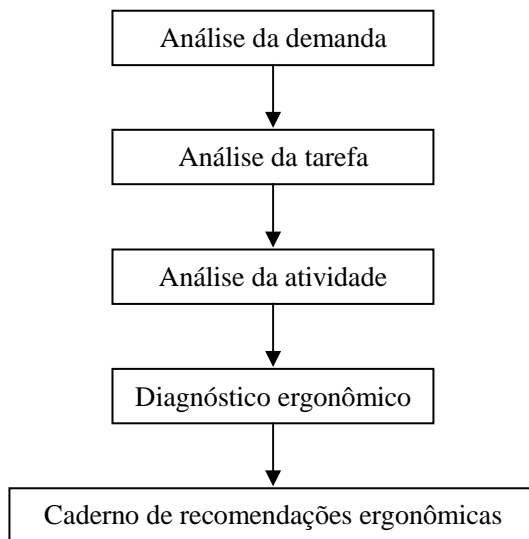 Análise da demanda
Análise da tarefa
Análise da atividade
Diagnóstico ergonômico
Caderno de recomendações ergonômicas